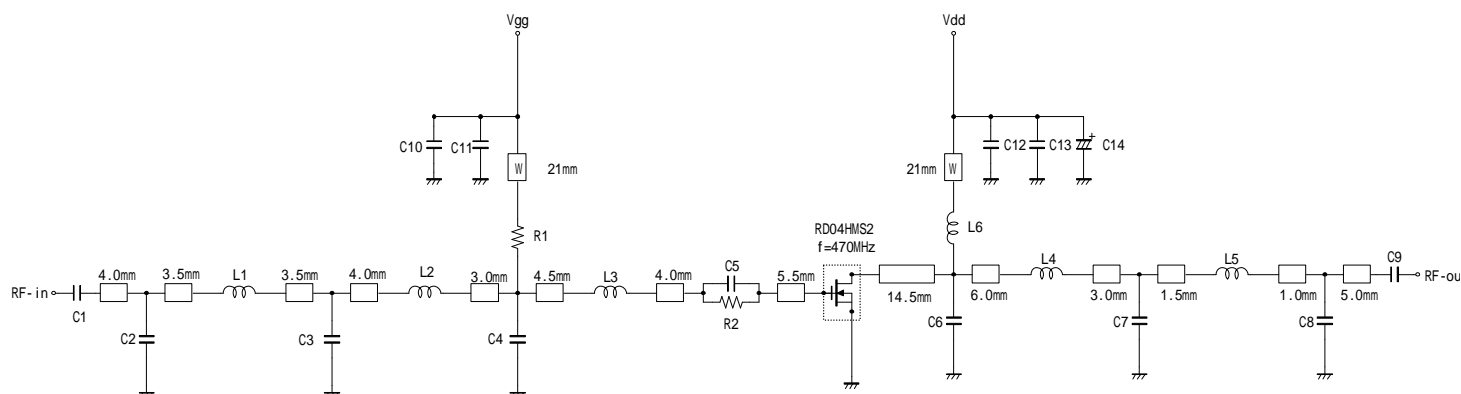 Vgg
Vdd
C10
C11
C12
C13
+
C14
W
21mm
21mm
W
R1
L6
RD04HMS2
f=470MHz
4.0mm
3.5mm
L1
3.5mm
4.0mm
L2
3.0mm
4.5mm
L3
4.0mm
C5
5.5mm
L4
L5
C9
RF-in
RF-out
C1
R2
14.5mm
6.0mm
3.0mm
1.5mm
1.0mm
5.0mm
C2
C3
C4
C6
C7
C8